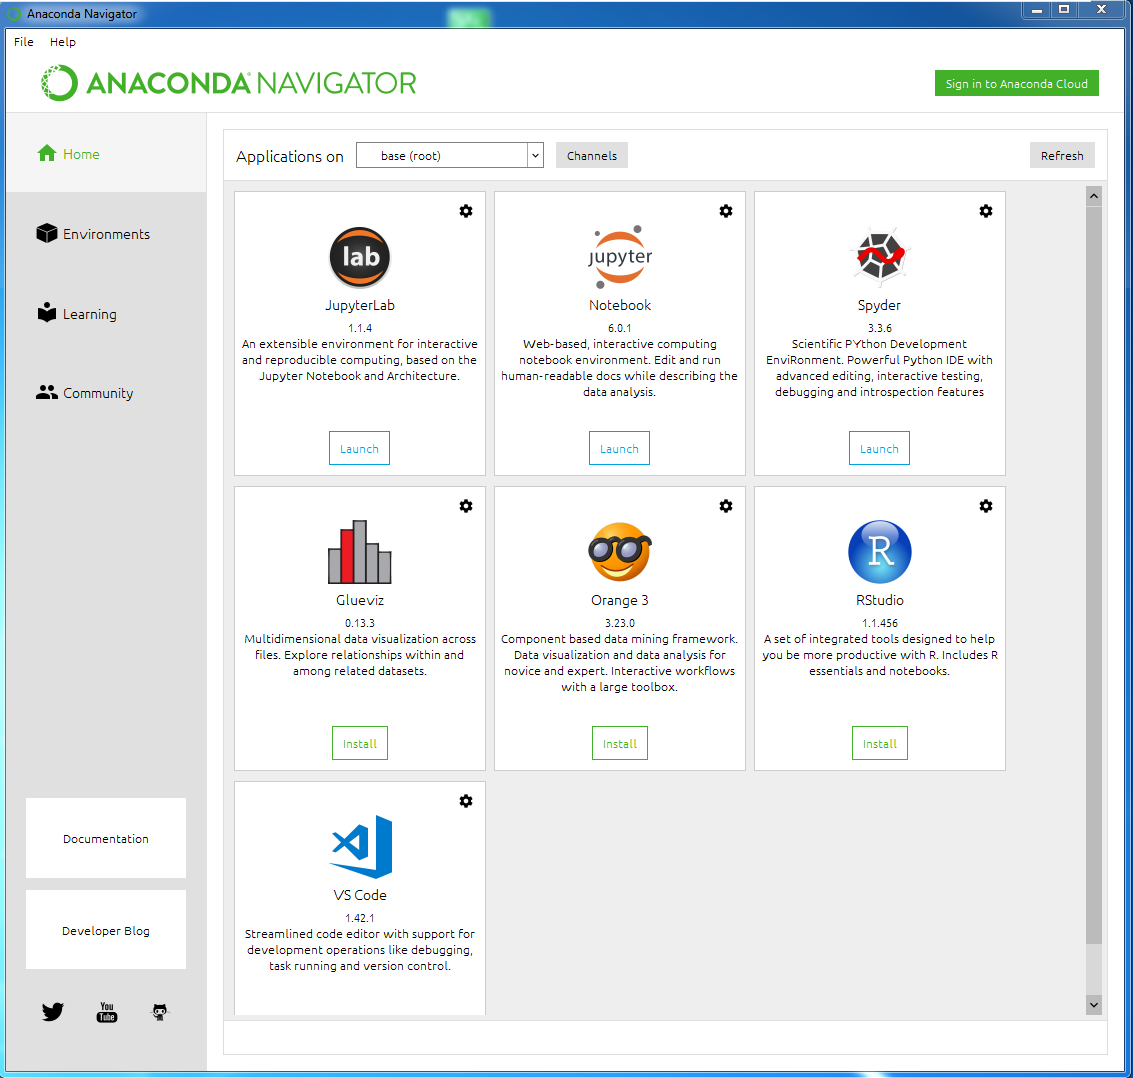 Anaconda Navigator
File Help
ANACONDA NAVIGATOR
Sign in to Anaconda Cloud
Home
Environments
Learning
Community
Documentation
Developer Blog
You
Tube
Applications on base (root) Channels Refresh
lab
JupyterLab
1.1.4
An extensible environment for interactive
and reproducible computing, based on the
Jupyter Notebook and Architecture.
Launch
jupyter
Notebook
6.0.1
Web-based, interactive computing
notebook environment. Edit and run
human-readable docs while describing the
data analysis.
Launch
Spyder
3.3.6
Scientific PYthon Development
EnviRonment. Powerful Python IDE with
advanced editing, interactive testing,
debugging and introspection features
Launch
Glueviz
0.13.3
Multidimensional data visualization across
files. Explore relationships within and
among related datasets.
Install
Orange 3
3.23.0
Component based data mining framework.
Data visualization and data analysis for
novice and expert. Interactive workflows
with a large toolbox.
Install
R
RStudio
1.1.456
A set of integrated tools designed to help
you be more productive with R. Includes R
essentials and notebooks.
Install
VS Code
1.42.1
Streamlined code editor with support for
development operations like debugging,
task running and version control.